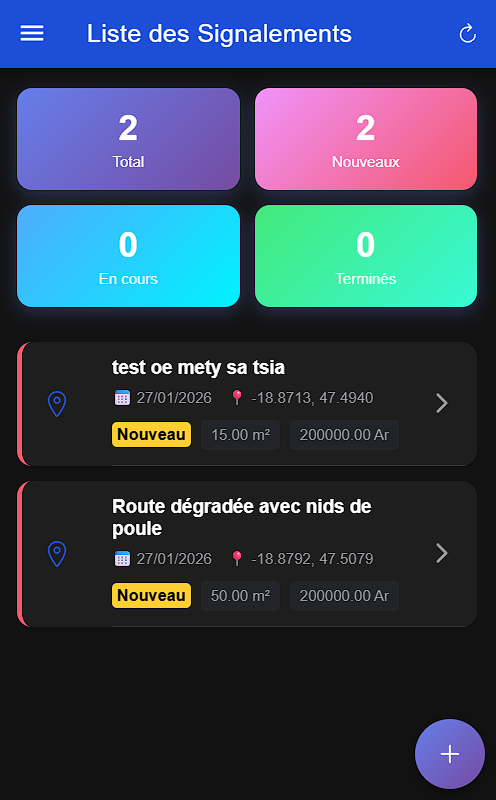 Liste des Signalements
2
Total
2
Nouveaux
0
En cours
0
Terminés
test oe mety sa tsia
27/01/2026 -18.8713, 47.4940
Nouveau 15.00 m² 200000.00 Ar
Route dégradée avec nids de
poule
27/01/2026 -18.8792, 47.5079
Nouveau 50.00 m² 200000.00 Ar